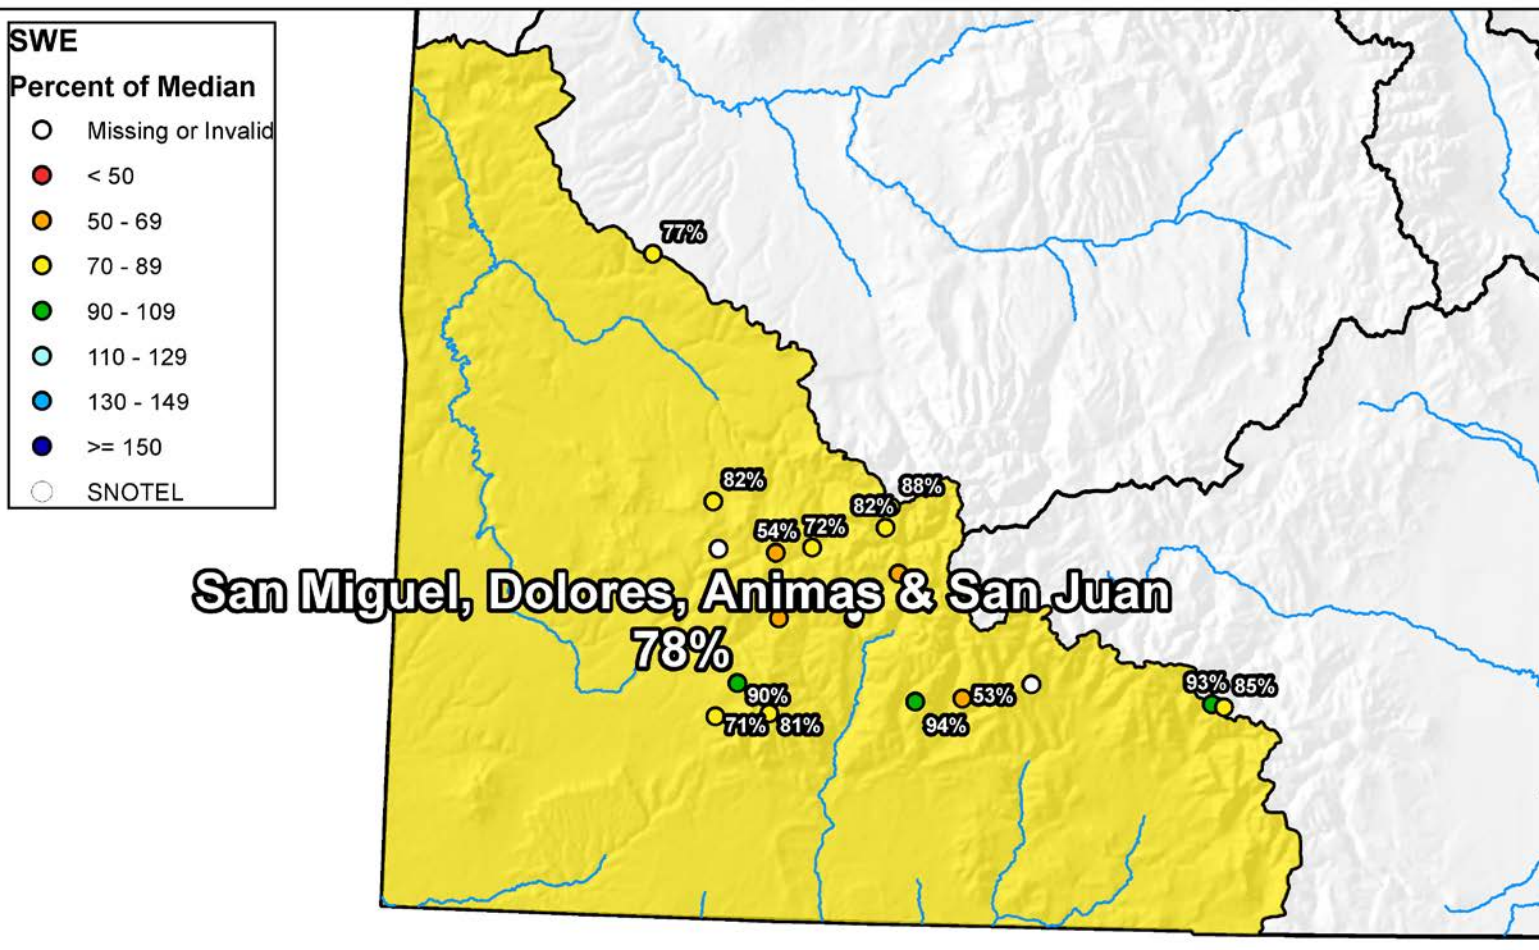 SWE
Percent of Median
Missing or Invalid
< 50
50 - 69
70 - 89
90 - 109
110 - 129
130 - 149
>= 150
SNOTEL
77%
82%
88%
82%
54%
72%
San Miguel, Dolores, Animas & San Juan
78%
90%
71%
81%
94%
53%
93%
85%